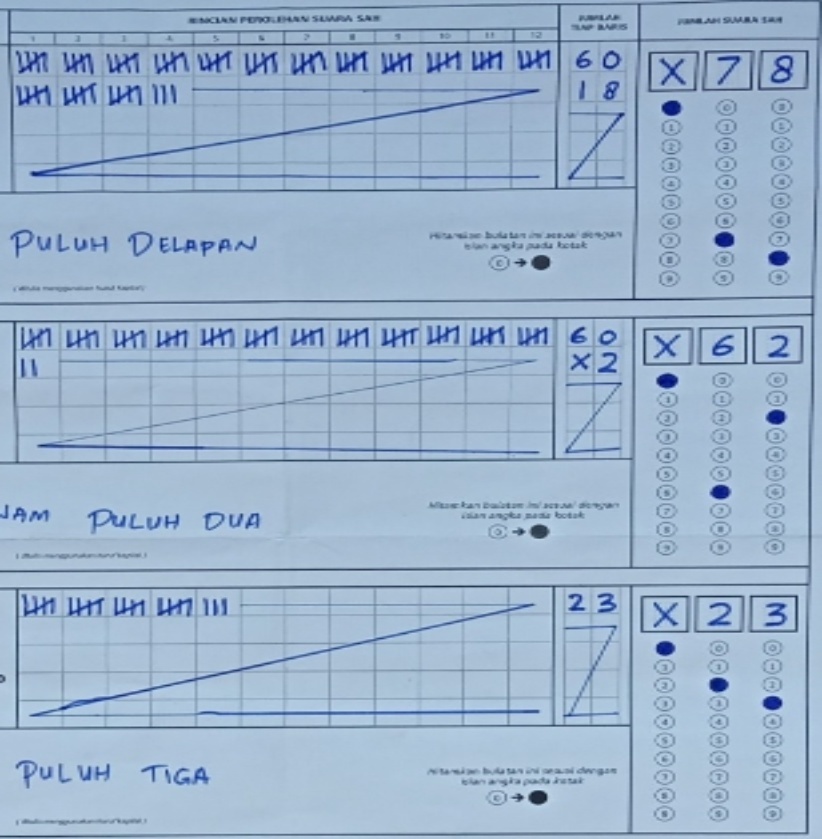 RINCIAN PEROLEHAN SUARA SAH JUMLAH TIAP BARIS JUMLAH SUARA SAH
1 2 3 4 5 6 7 8 9 10 11 12
60 X 7 8
18
PULUH DELAPAN
Hitamkan bulatan ini sesuai dengan
isian angka pada kotak
(ditulis menggunakan huruf kapital)
60 X 6 2
X2
PULUH DUA
Hitamkan bulatan ini sesuai dengan
isian angka pada kotak
(ditulis menggunakan huruf kapital)
23 X 2 3
PULUH TIGA
Hitamkan bulatan ini sesuai dengan
isian angka pada kotak
(ditulis menggunakan huruf kapital)